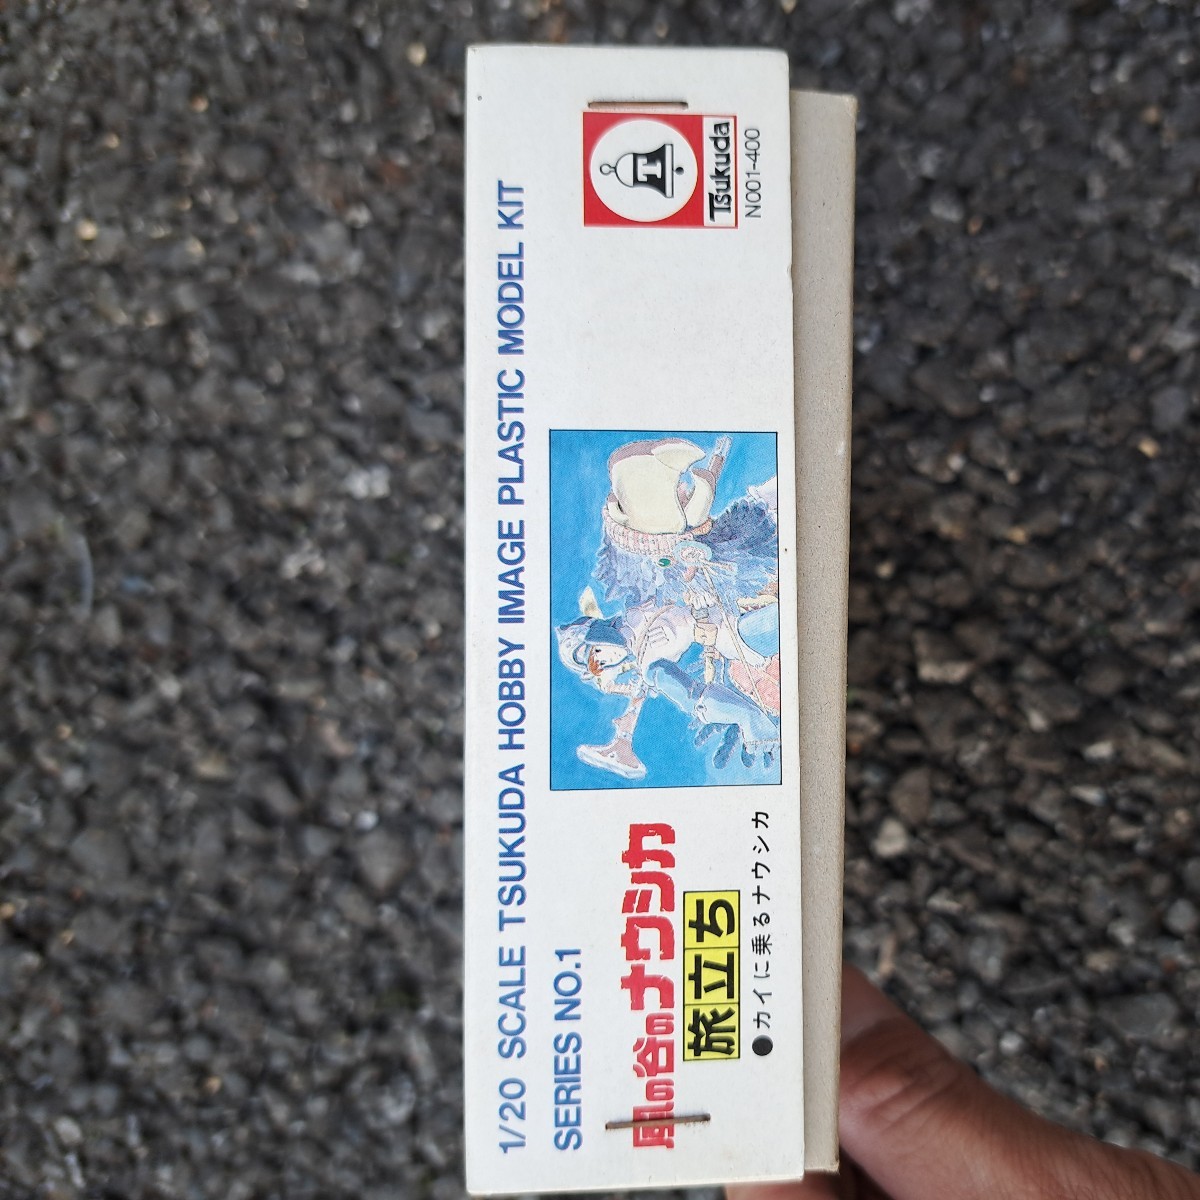 1/20 SCALE TSUKUDA HOBBY IMAGE PLASTIC MODEL KIT
SERIES NO.1
風の谷のナウシカ
旅立ち
●カイに乗るナウシカ
T
Tsukuda
N001-400